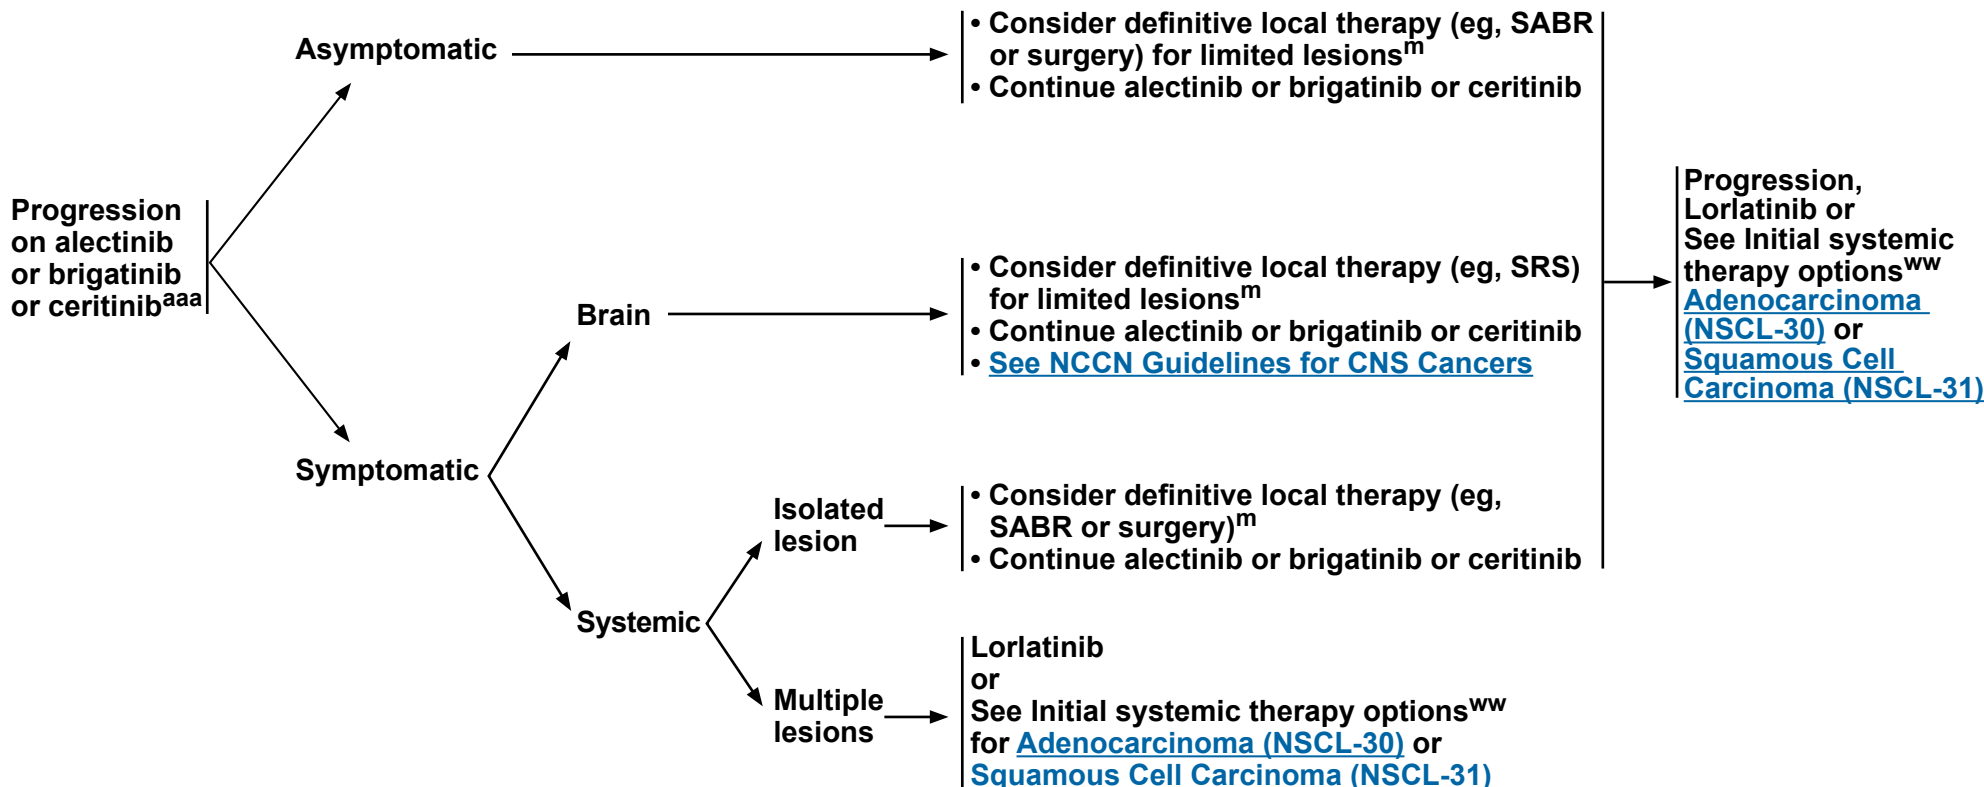 Asymptomatic
• Consider definitive local therapy (eg, SABR
or surgery) for limited lesionsᵐ
• Continue alectinib or brigatinib or ceritinib
Progression
on alectinib
or brigatinib
or ceritinibᵃᵃᵃ
Brain
• Consider definitive local therapy (eg, SRS)
for limited lesionsᵐ
• Continue alectinib or brigatinib or ceritinib
• See NCCN Guidelines for CNS Cancers
Symptomatic
Isolated
lesion
• Consider definitive local therapy (eg,
SABR or surgery)ᵐ
• Continue alectinib or brigatinib or ceritinib
Systemic
Multiple
lesions
Lorlatinib
or
See Initial systemic therapy optionsʷʷ
for Adenocarcinoma (NSCL-30) or
Squamous Cell Carcinoma (NSCL-31)
Progression,
Lorlatinib or
See Initial systemic
therapy optionsʷʷ
Adenocarcinoma
(NSCL-30) or
Squamous Cell
Carcinoma (NSCL-31)